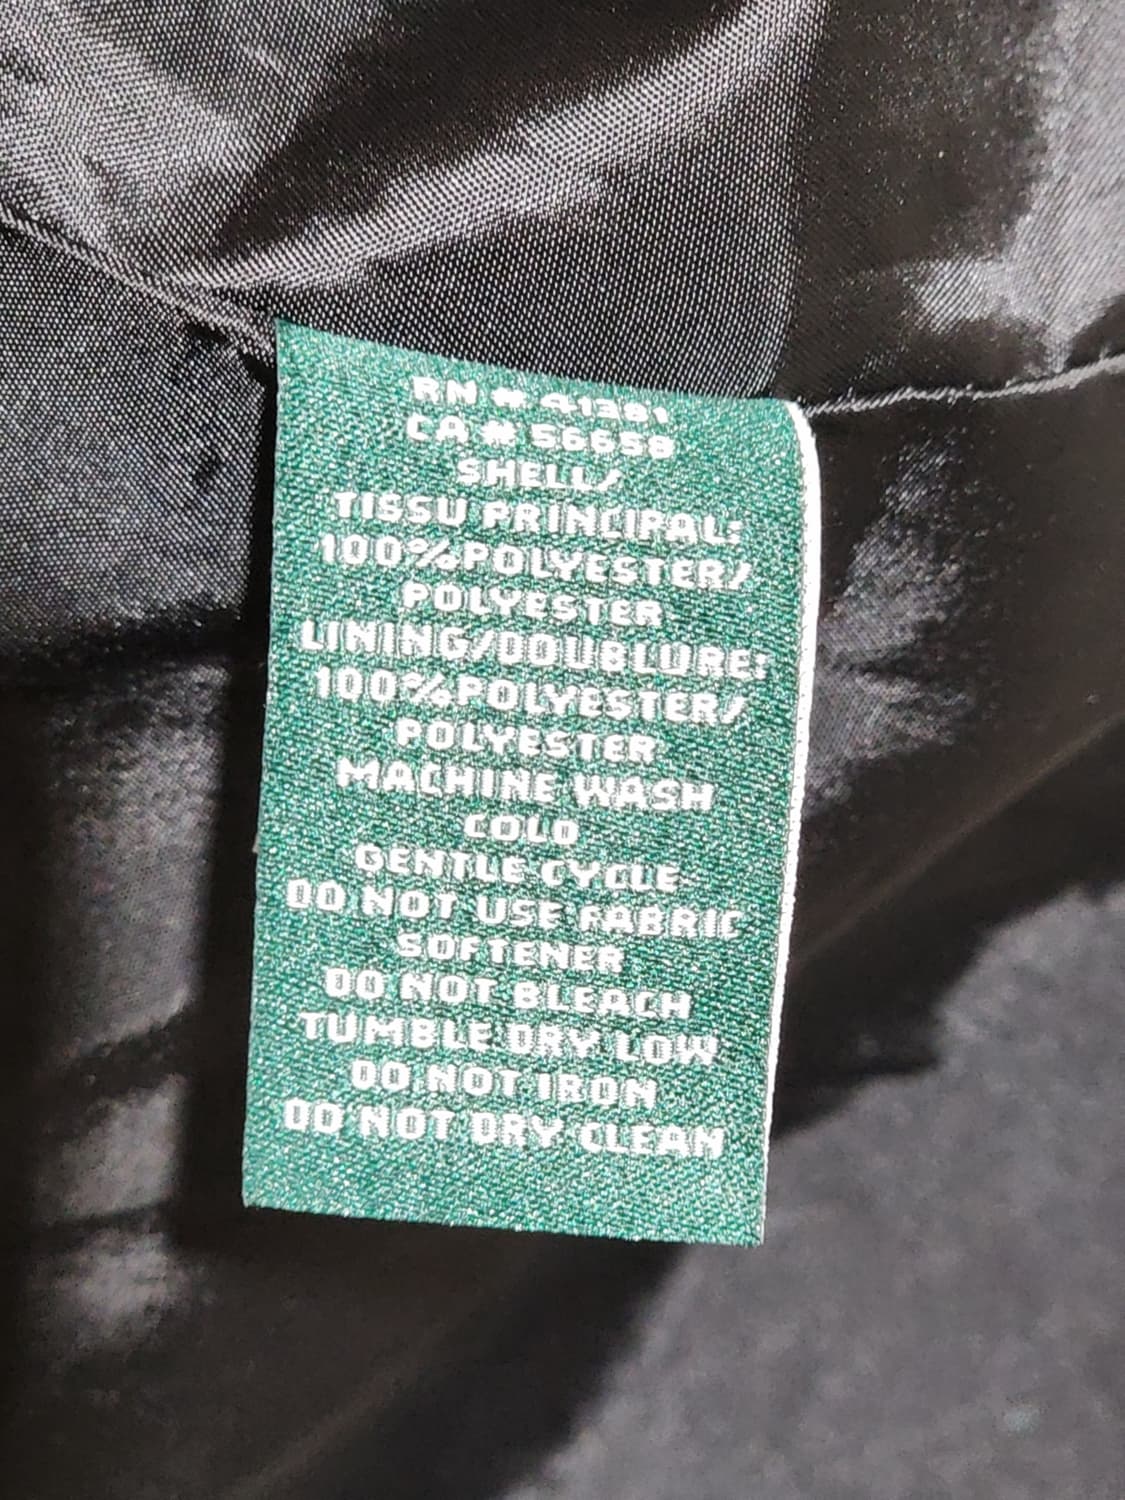 RN # 41381
CA # 56659
SHELL/
TISSU PRINCIPAL:
100%POLYESTER/
POLYESTER
LINING/DOUBLURE:
100%POLYESTER/
POLYESTER
MACHINE WASH
COLD
GENTLE CYCLE
DO NOT USE FABRIC
SOFTENER
DO NOT BLEACH
TUMBLE DRY LOW
DO NOT IRON
DO NOT DRY CLEAN